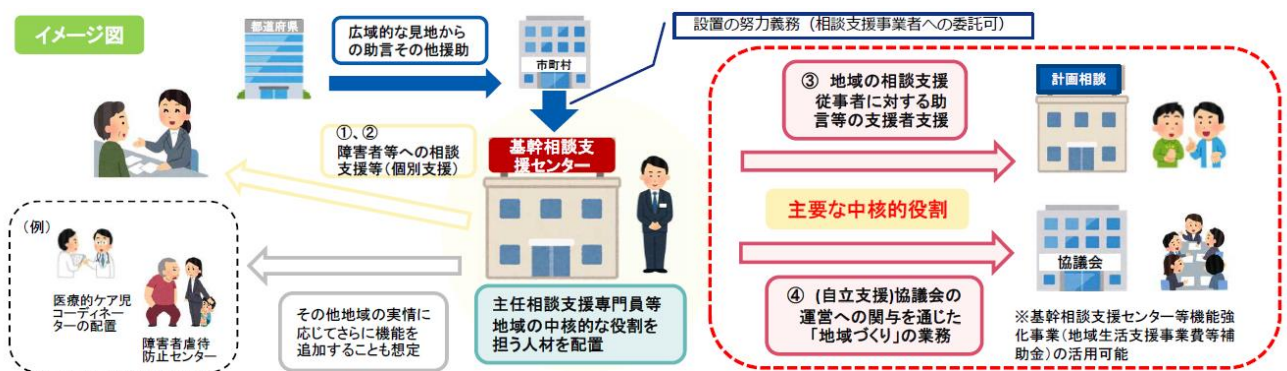 イメージ図
都道府県
広域的な見地から
の助言その他援助
市町村
設置の努力義務（相談支援事業者への委託可）
①、②
障害者等への相談
支援等（個別支援）
基幹相談支
援センター
主任相談支援専門員等
地域の中核的な役割を
担う人材を配置
（例）
医療的ケア児
コーディネー
ターの配置
障害者虐待
防止センター
その他地域の実情に
応じてさらに機能を
追加することも想定
③ 地域の相談支援
従事者に対する助
言等の支援者支援
計画相談
主要な中核的役割
④ (自立支援)協議会の
運営への関与を通じた
「地域づくり」の業務
協議会
※基幹相談支援センター等機能強
化事業（地域生活支援事業費等補
助金）の活用可能